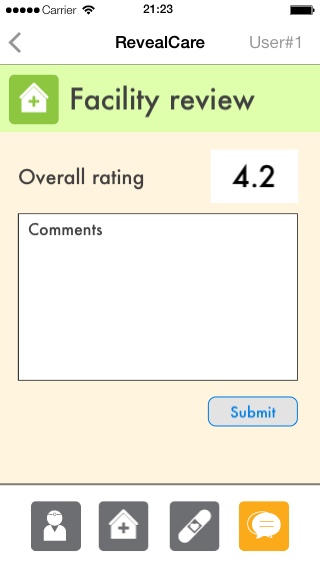 Carrier 21:23
RevealCare User#1
Facility review
Overall rating 4.2
Comments
Submit